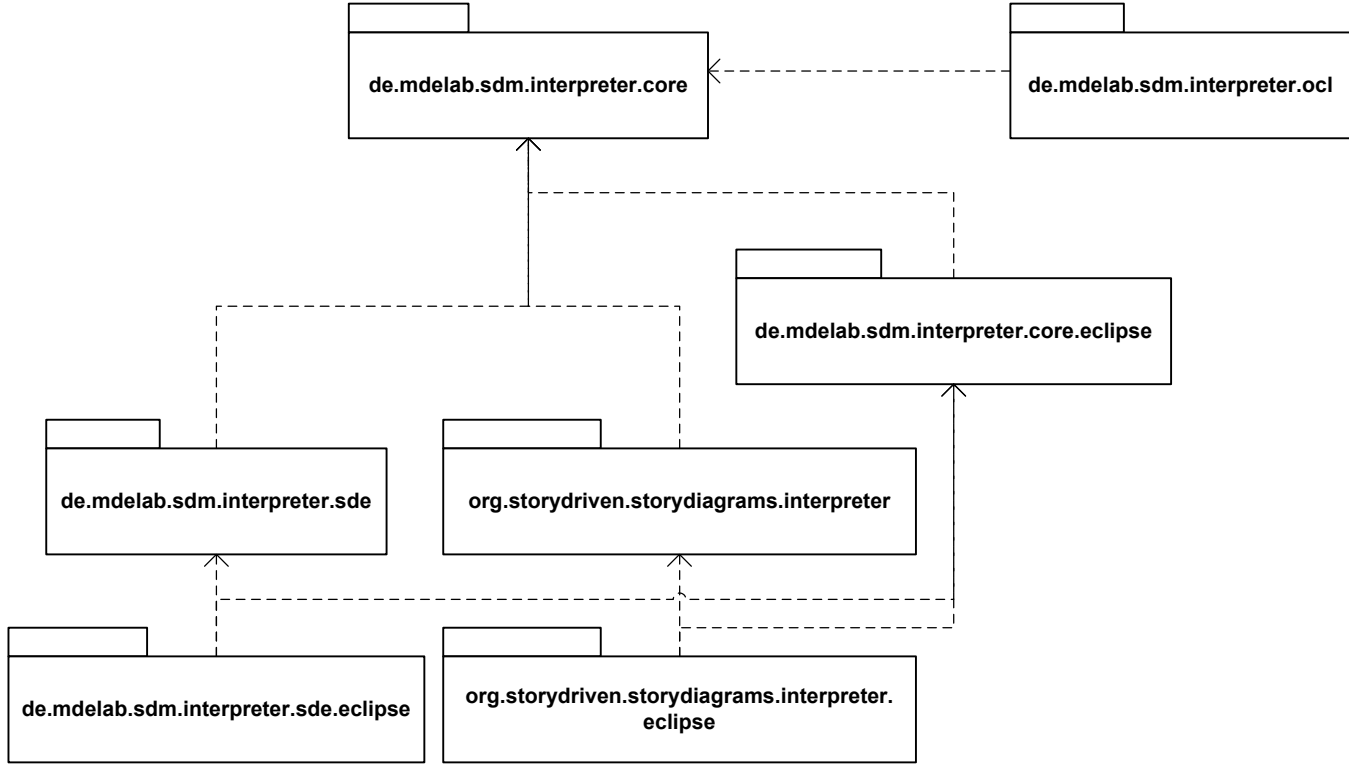 de.mdelab.sdm.interpreter.core
de.mdelab.sdm.interpreter.ocl
de.mdelab.sdm.interpreter.core.eclipse
de.mdelab.sdm.interpreter.sde
org.storydriven.storydiagrams.interpreter
de.mdelab.sdm.interpreter.sde.eclipse
org.storydriven.storydiagrams.interpreter.
eclipse